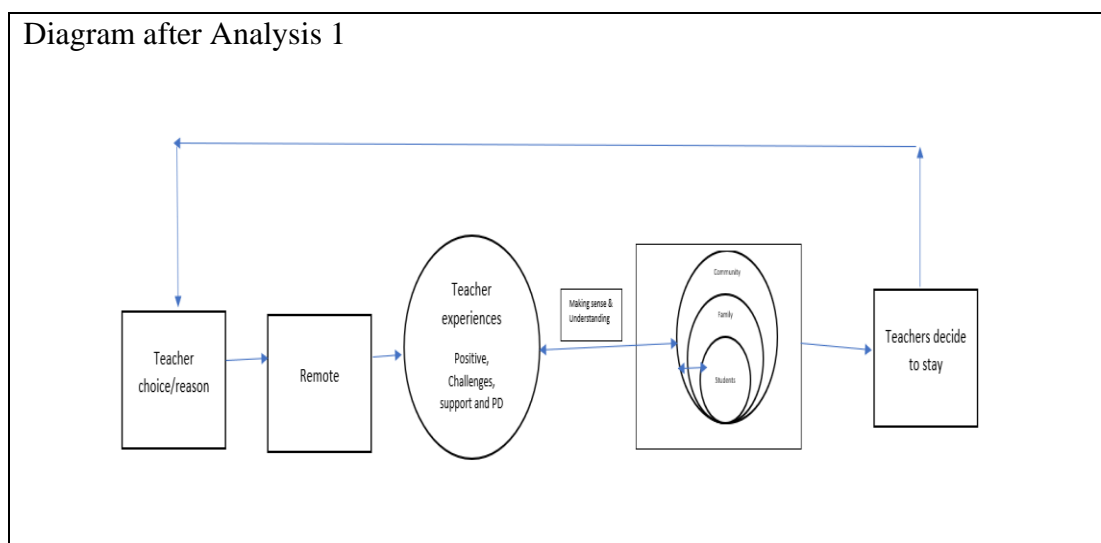 Diagram after Analysis 1
Teacher
choice/reason
Remote
Teacher
experiences
Positive,
Challenges,
support and PD
Making sense &
Understanding
Community
Family
Students
Teachers decide
to stay